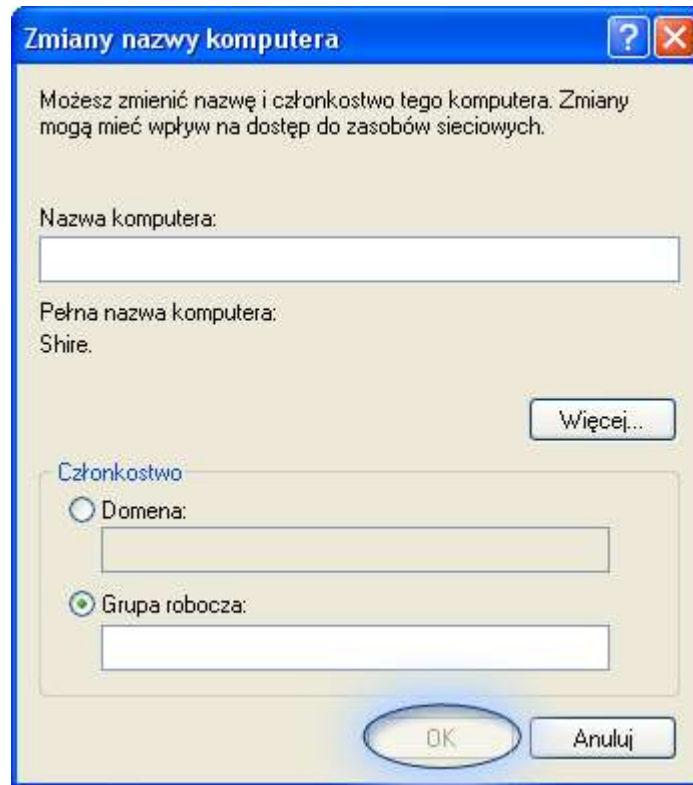 Zmiany nazwy komputera
Możesz zmienić nazwę i członkostwo tego komputera. Zmiany
mogą mieć wpływ na dostęp do zasobów sieciowych.
Nazwa komputera:
Pełna nazwa komputera:
Shire.
Więcej...
Członkostwo
Domena:
Grupa robocza:
OK
Anuluj